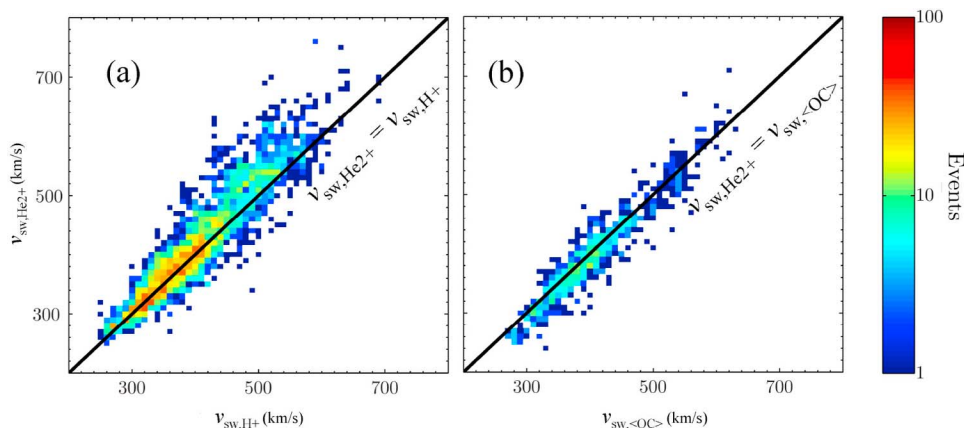 (a)
(b)
v_sw,He2+ = v_sw,H+
v_sw,He2+ = v_sw,<OC>
v_sw,He2+ (km/s)
700
500
300
300
500
700
300
500
700
v_sw,H+ (km/s)
v_sw,<OC> (km/s)
100
10
1
Events